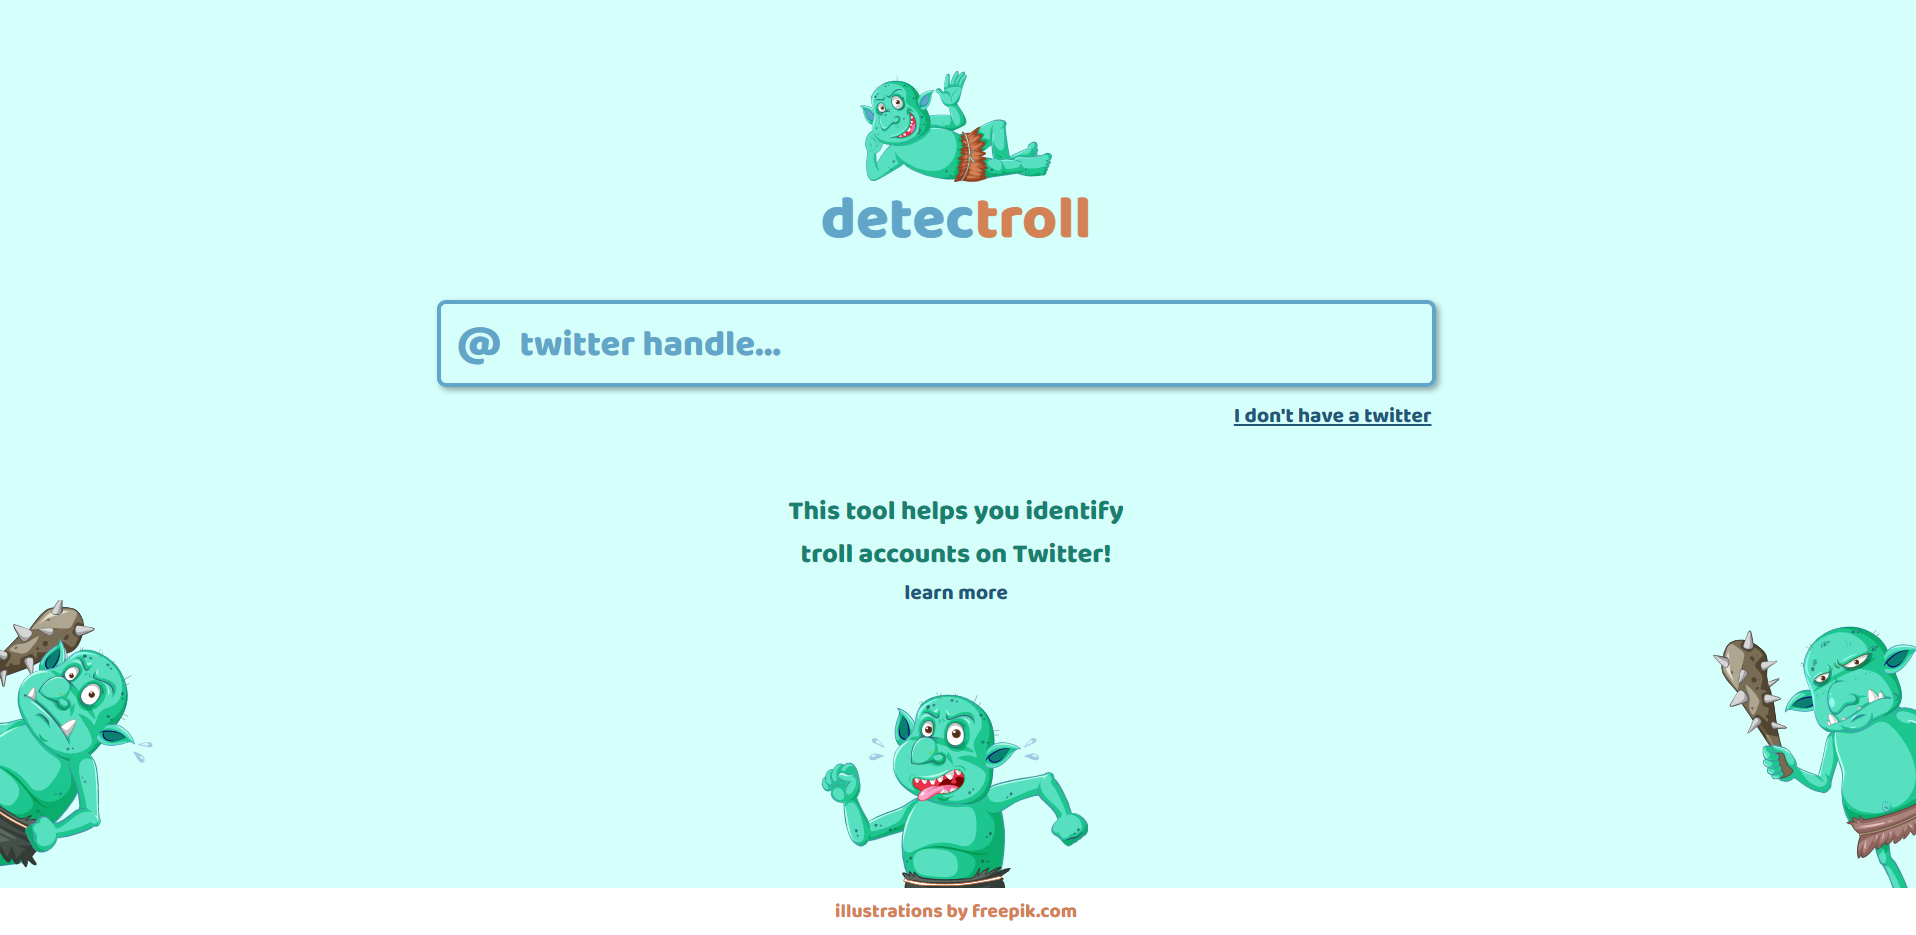 detectroll
@ twitter handle...
I don't have a twitter
This tool helps you identify
troll accounts on Twitter!
learn more
illustrations by freepik.com